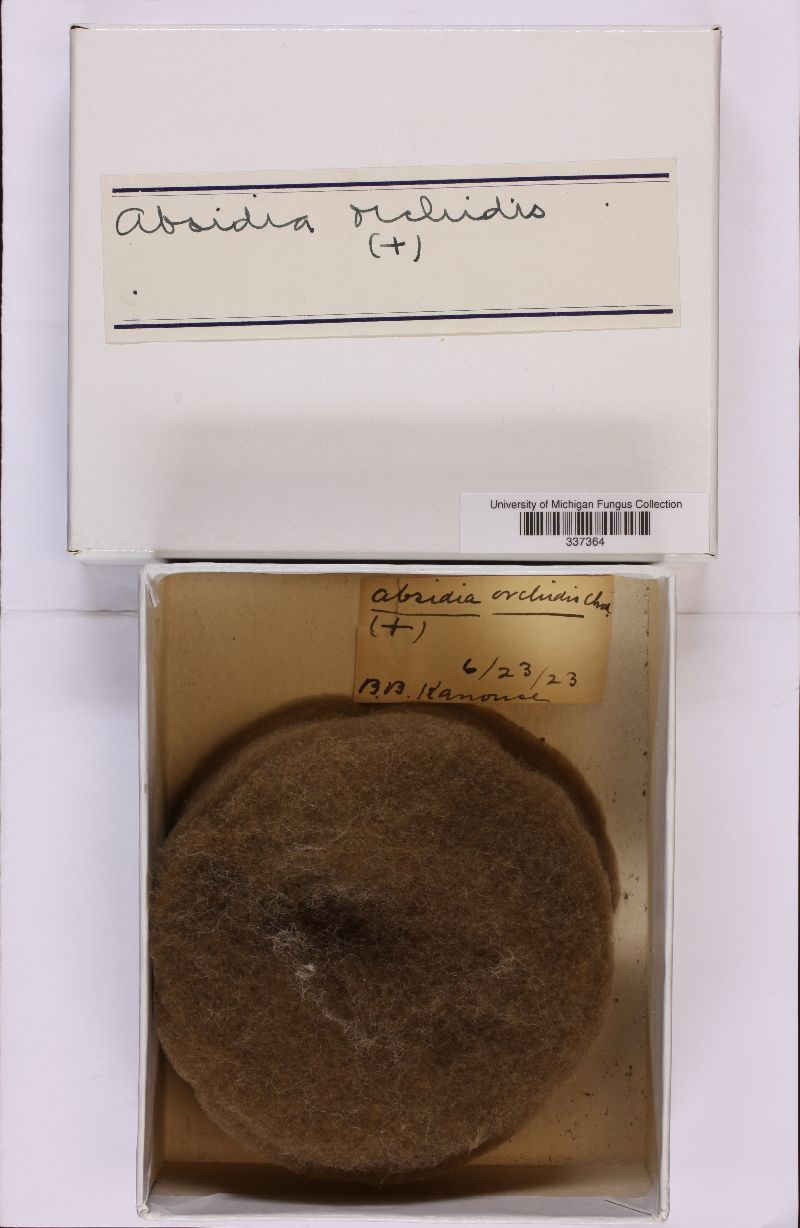 Absidia orchidis
(+)
University of Michigan Fungus Collection
337364
Absidia orchidis
(+)
6/23/23
B.B. Kanouse